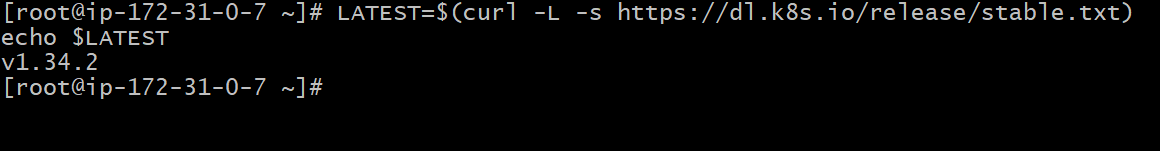 [root@ip-172-31-0-7 ~]# LATEST=$(curl -L -s https://dl.k8s.io/release/stable.txt)
echo $LATEST
v1.34.2
[root@ip-172-31-0-7 ~]#